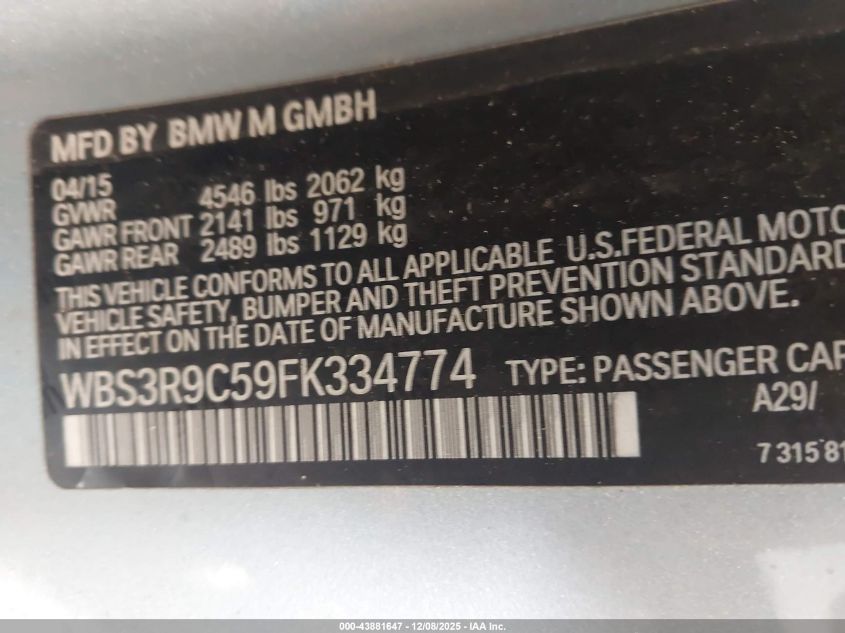 MFD BY BMW M GMBH
04/15
GVWR 4546 lbs 2062 kg
GAWR FRONT 2141 lbs 971 kg
GAWR REAR 2489 lbs 1129 kg
THIS VEHICLE CONFORMS TO ALL APPLICABLE U.S.FEDERAL MOTO
VEHICLE SAFETY, BUMPER AND THEFT PREVENTION STANDARD
IN EFFECT ON THE DATE OF MANUFACTURE SHOWN ABOVE.
WBS3R9C59FK334774 TYPE: PASSENGER CAR
A29/
7 315 81
000-43881647 - 12/08/2025 - IAA Inc.